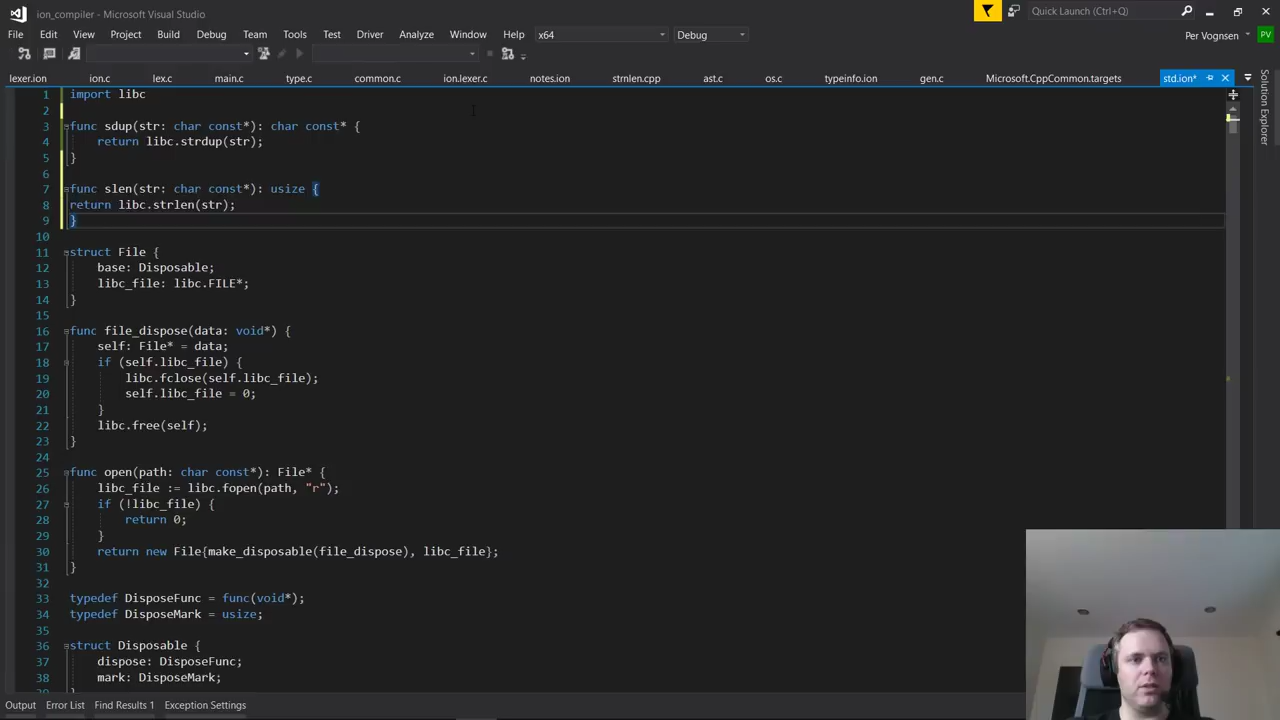 ion_compiler - Microsoft Visual Studio
Quick Launch (Ctrl+Q)
File Edit View Project Build Debug Team Tools Test Driver Analyze Window Help x64 Debug Per Vognsen PV
lexer.ion ion.c lex.c main.c type.c common.c ion.lexer.c notes.ion strnlen.cpp ast.c os.c typeinfo.ion gen.c Microsoft.CppCommon.targets std.ion*
Solution Explorer
1 import libc
2
3 func sdup(str: char const*): char const* {
4 return libc.strdup(str);
5 }
6
7 func slen(str: char const*): usize {
8 return libc.strlen(str);
9 }
10
11 struct File {
12 base: Disposable;
13 libc_file: libc.FILE*;
14 }
15
16 func file_dispose(data: void*) {
17 self: File* = data;
18 if (self.libc_file) {
19 libc.fclose(self.libc_file);
20 self.libc_file = 0;
21 }
22 libc.free(self);
23 }
24
25 func open(path: char const*): File* {
26 libc_file := libc.fopen(path, "r");
27 if (!libc_file) {
28 return 0;
29 }
30 return new File{make_disposable(file_dispose), libc_file};
31 }
32
33 typedef DisposeFunc = func(void*);
34 typedef DisposeMark = usize;
35
36 struct Disposable {
37 dispose: DisposeFunc;
38 mark: DisposeMark;
Output Error List Find Results 1 Exception Settings